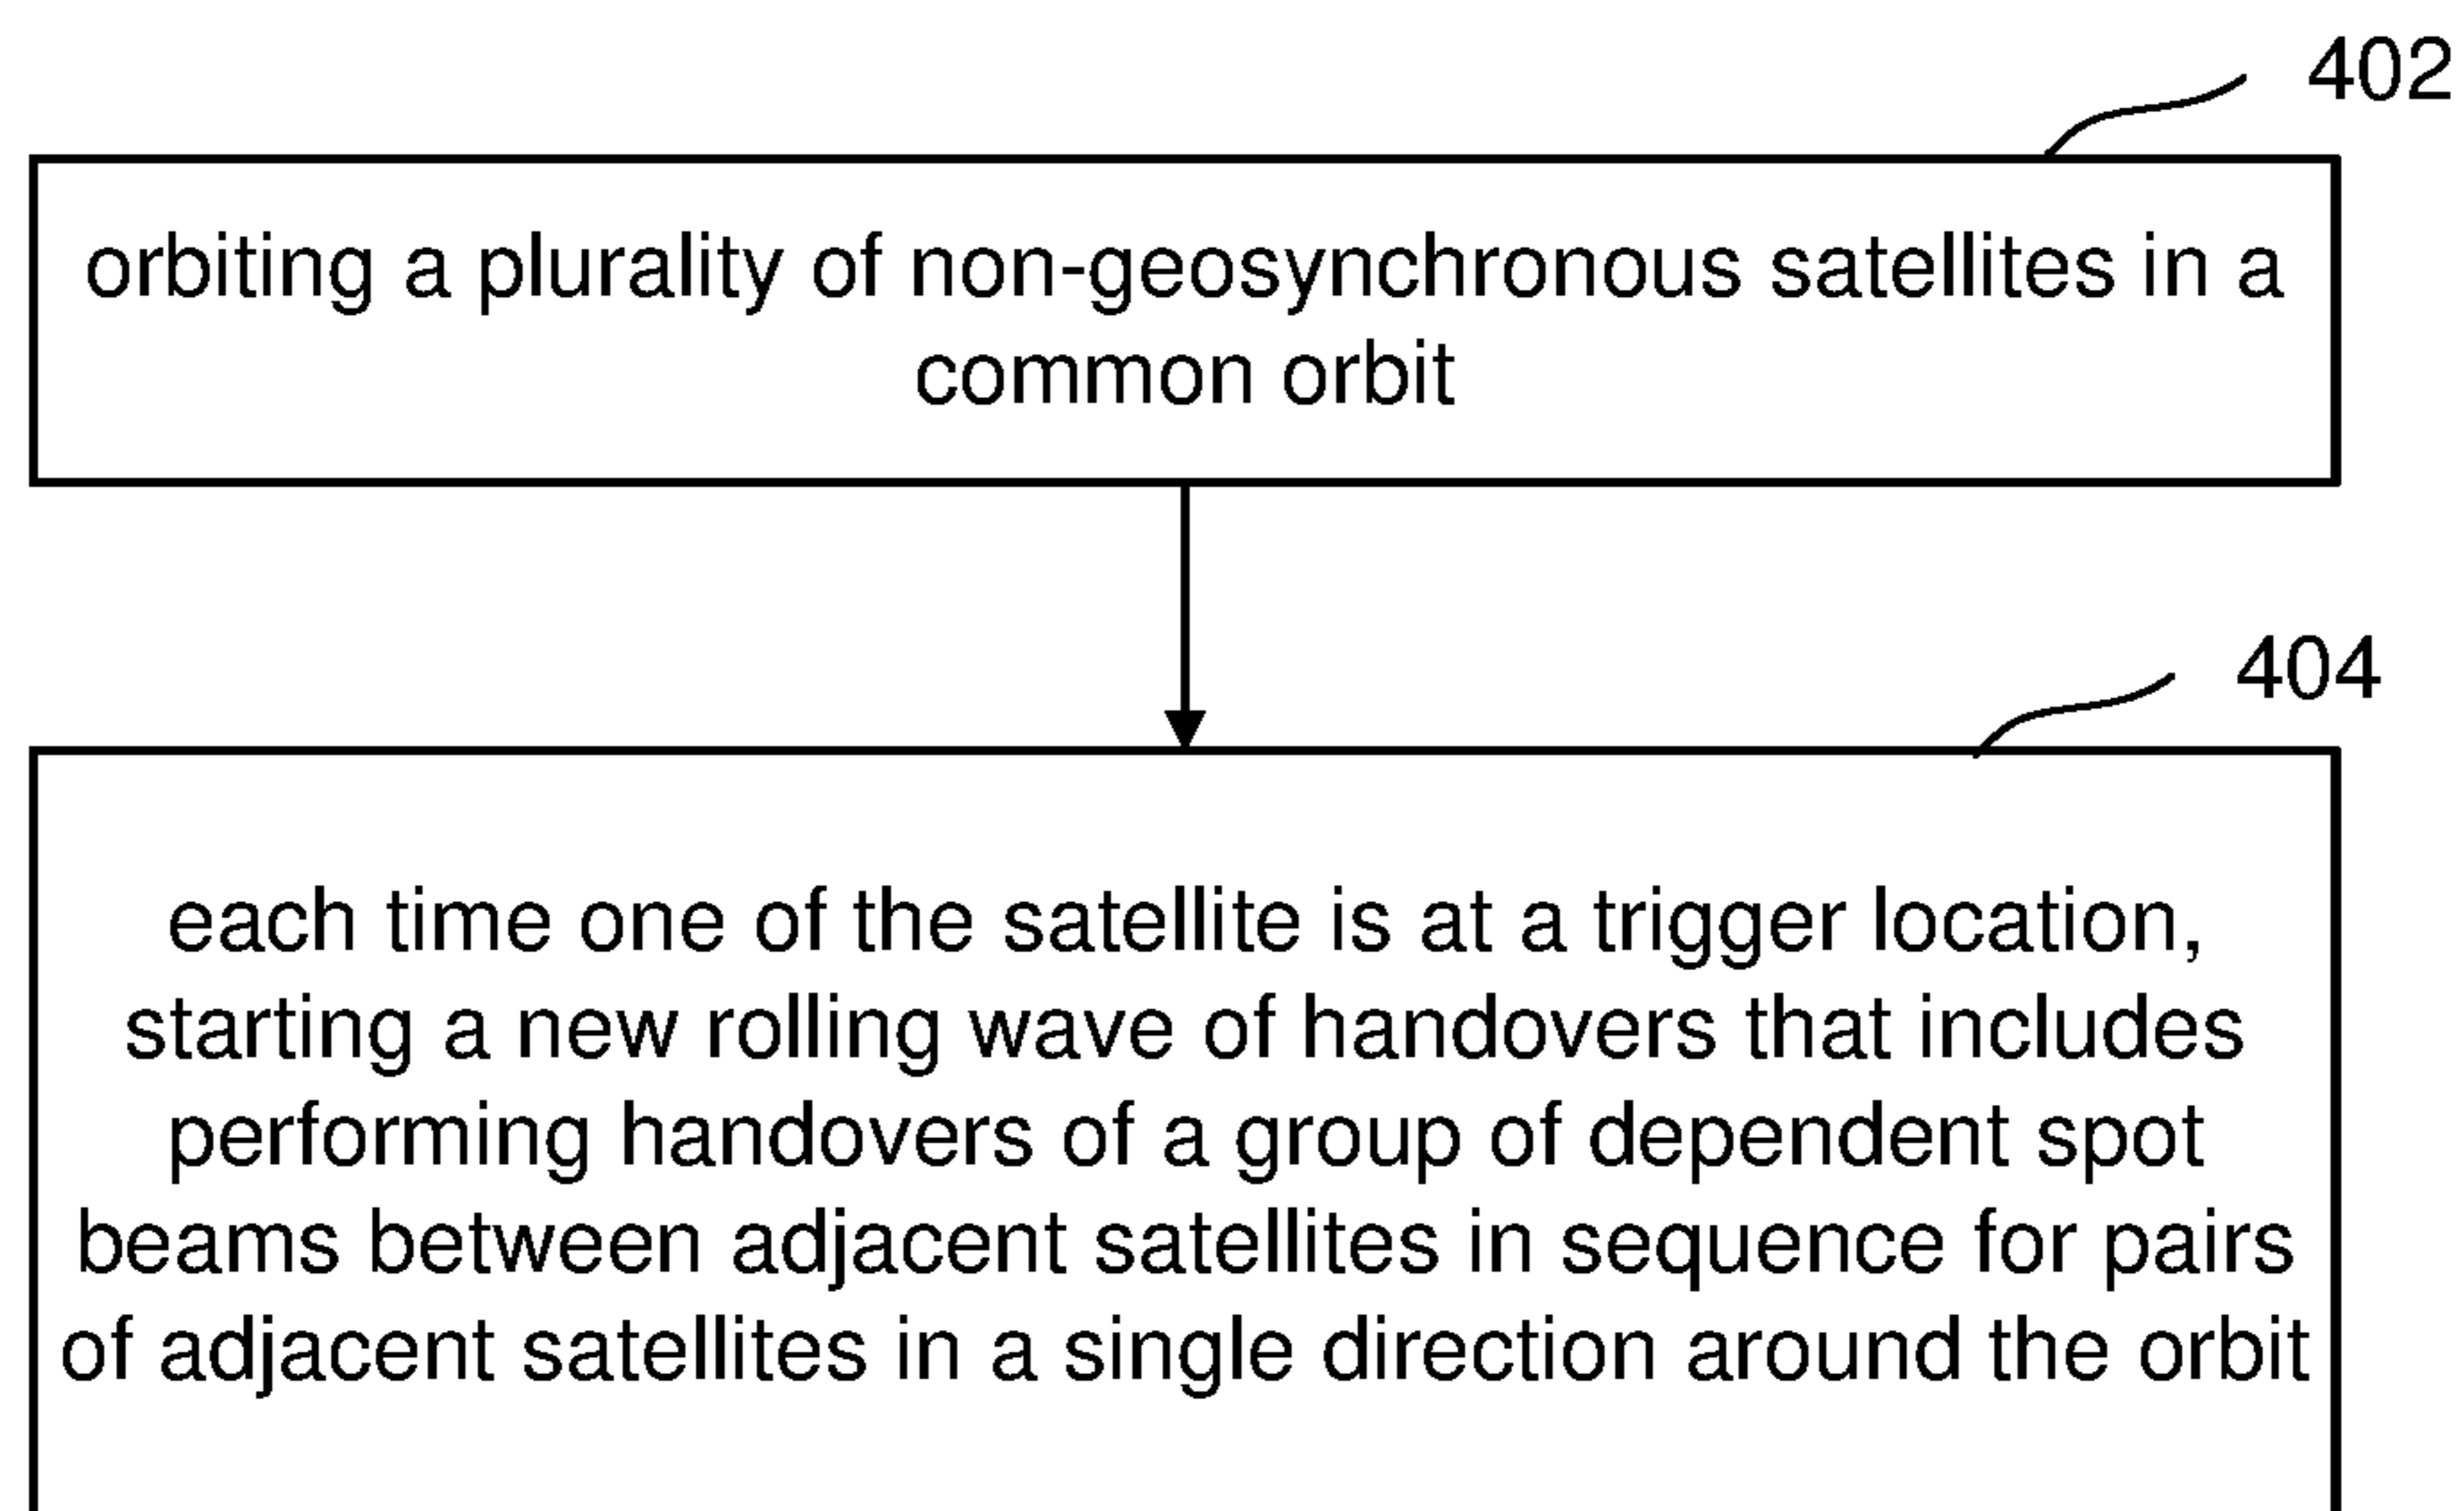 402
orbiting a plurality of non-geosynchronous satellites in a
common orbit
404
each time one of the satellite is at a trigger location,
starting a new rolling wave of handovers that includes
performing handovers of a group of dependent spot
beams between adjacent satellites in sequence for pairs
of adjacent satellites in a single direction around the orbit